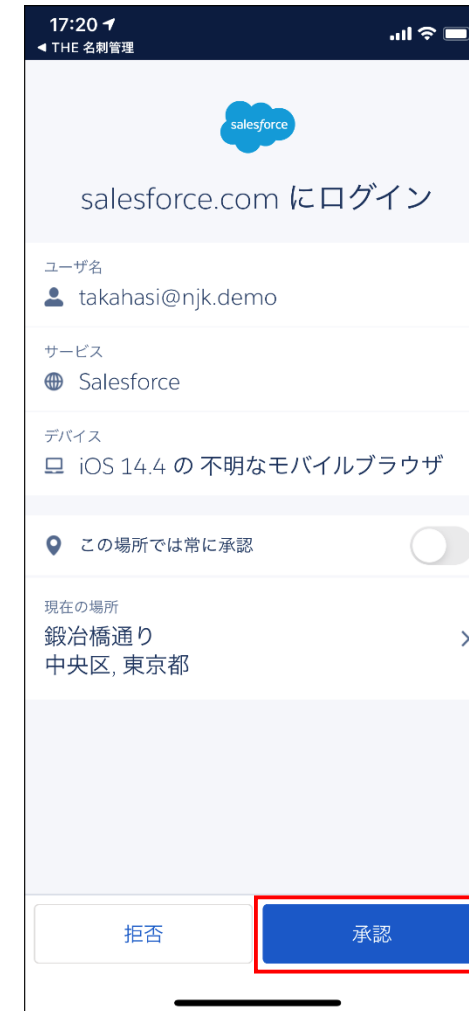 17:20
◀ THE 名刺管理
salesforce
salesforce.com にログイン
ユーザ名
takahasi@njk.demo
サービス
Salesforce
デバイス
iOS 14.4 の 不明なモバイルブラウザ
この場所では常に承認
現在の場所
鍛冶橋通り
中央区, 東京都
拒否
承認